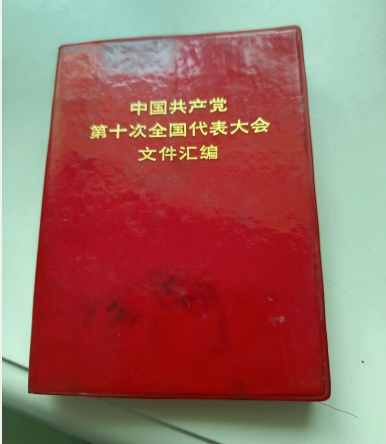 中国共产党
第十次全国代表大会
文件汇编